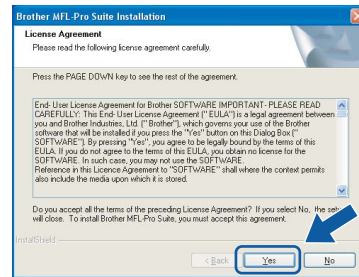 Brother MFL-Pro Suite Installation
License Agreement
Please read the following license agreement carefully.
Press the PAGE DOWN key to see the rest of the agreement.
End- User License Agreement for Brother SOFTWARE IMPORTANT- PLEASE READ
CAREFULLY: This End- User License Agreement ("EULA") is a legal agreement between
you and Brother Industries, Ltd. ("Brother"), which governs your use of the Brother
software that will be installed if you press the "Yes" button on this Dialog Box ("
SOFTWARE"). By pressing "Yes", you agree to be legally bound by the terms of this
EULA. If you do not agree to the terms of this EULA, you obtain no license for the
SOFTWARE. In such case, you may not use the SOFTWARE.
Reference in this License Agreement to "SOFTWARE" shall where the context permits
also include the media upon which it is stored.
Do you accept all the terms of the preceding License Agreement? If you select No, the
will close. To install Brother MFL-Pro Suite, you must accept this agreement.
InstallShield
< Back
Yes
No